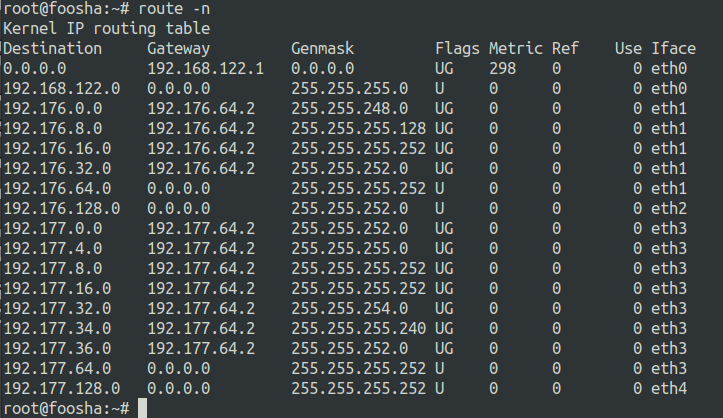 root@foosha:~# route -n
Kernel IP routing table
Destination     Gateway         Genmask         Flags Metric Ref    Use Iface
0.0.0.0         192.168.122.1   0.0.0.0         UG    298    0        0 eth0
192.168.122.0   0.0.0.0         255.255.255.0   U     0      0        0 eth0
192.176.0.0     192.176.64.2    255.255.248.0   UG    0      0        0 eth1
192.176.8.0     192.176.64.2    255.255.255.128 UG    0      0        0 eth1
192.176.16.0    192.176.64.2    255.255.255.252 UG    0      0        0 eth1
192.176.32.0    192.176.64.2    255.255.252.0   UG    0      0        0 eth1
192.176.64.0    0.0.0.0         255.255.255.252 U     0      0        0 eth1
192.176.128.0   0.0.0.0         255.255.252.0   U     0      0        0 eth2
192.177.0.0     192.177.64.2    255.255.252.0   UG    0      0        0 eth3
192.177.4.0     192.177.64.2    255.255.255.0   UG    0      0        0 eth3
192.177.8.0     192.177.64.2    255.255.255.252 UG    0      0        0 eth3
192.177.16.0    192.177.64.2    255.255.255.252 UG    0      0        0 eth3
192.177.32.0    192.177.64.2    255.255.254.0   UG    0      0        0 eth3
192.177.34.0    192.177.64.2    255.255.255.240 UG    0      0        0 eth3
192.177.36.0    192.177.64.2    255.255.252.0   UG    0      0        0 eth3
192.177.64.0    0.0.0.0         255.255.255.252 U     0      0        0 eth3
192.177.128.0   0.0.0.0         255.255.255.252 U     0      0        0 eth4
root@foosha:~#